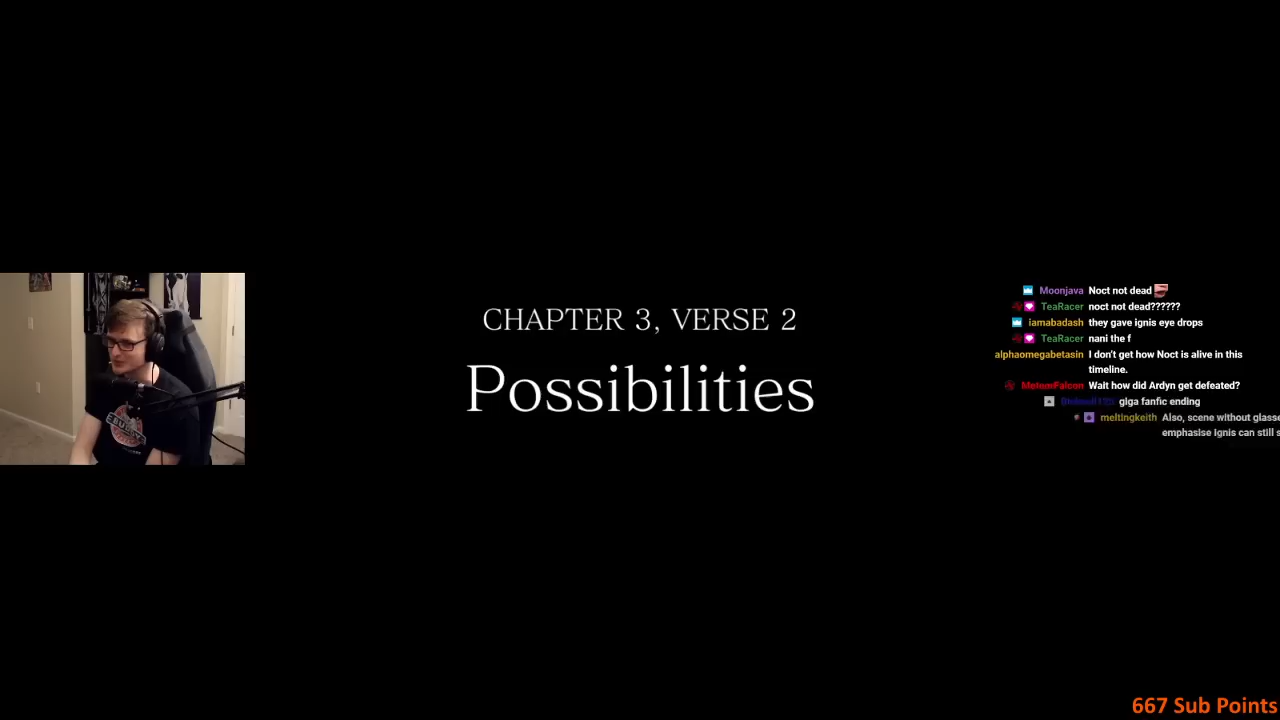 CHAPTER 3, VERSE 2
Possibilities
Moonjava Noct not dead
TeaRacer noct not dead??????
iamabadash they gave ignis eye drops
TeaRacer nani the f
alphaomegabetasin I don't get how Noct is alive in this
timeline.
MetumFalcon Wait how did Ardyn get defeated?
giga fanfic ending
meltingkeith Also, scene without glasse
emphasise ignis can still s
667 Sub Points